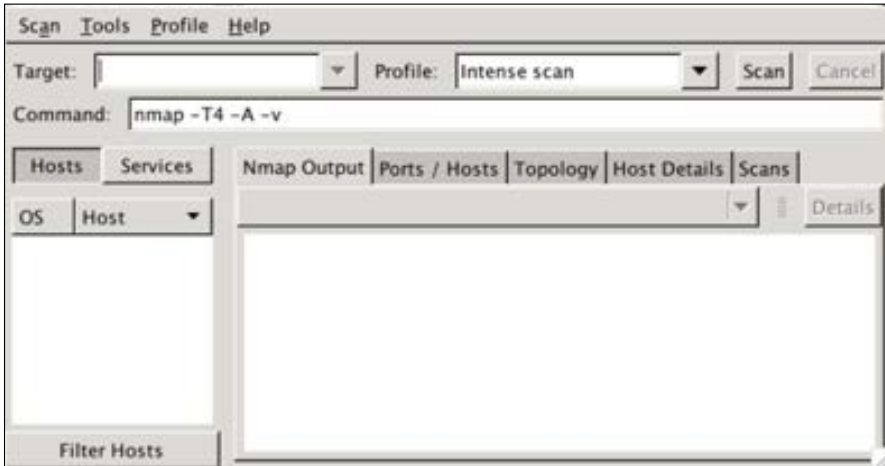 Scan Tools Profile Help
Target: Profile: Intense scan Scan Cancel
Command: nmap -T4 -A -v
Hosts Services Nmap Output Ports / Hosts Topology Host Details Scans
OS Host Details
Filter Hosts